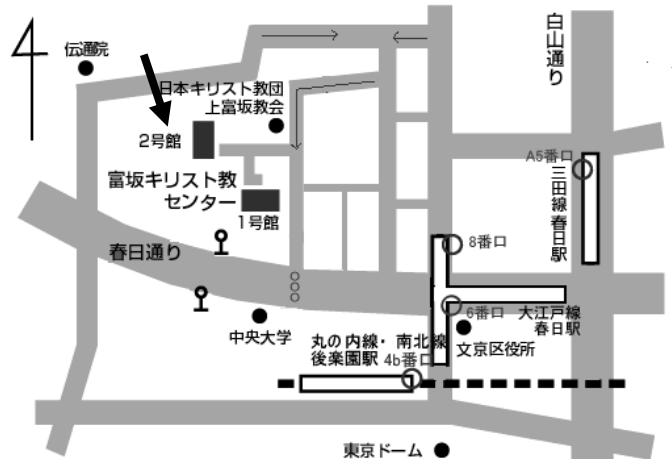 伝通院
日本キリスト教団
上富坂教会
2号館
富坂キリスト教
センター
1号館
春日通り
中央大学
丸の内線・南北線
後楽園駅
4b番口
8番口
6番口
大江戸線
春日駅
文京区役所
東京ドーム
白山通り
A5番口
三田線春日駅